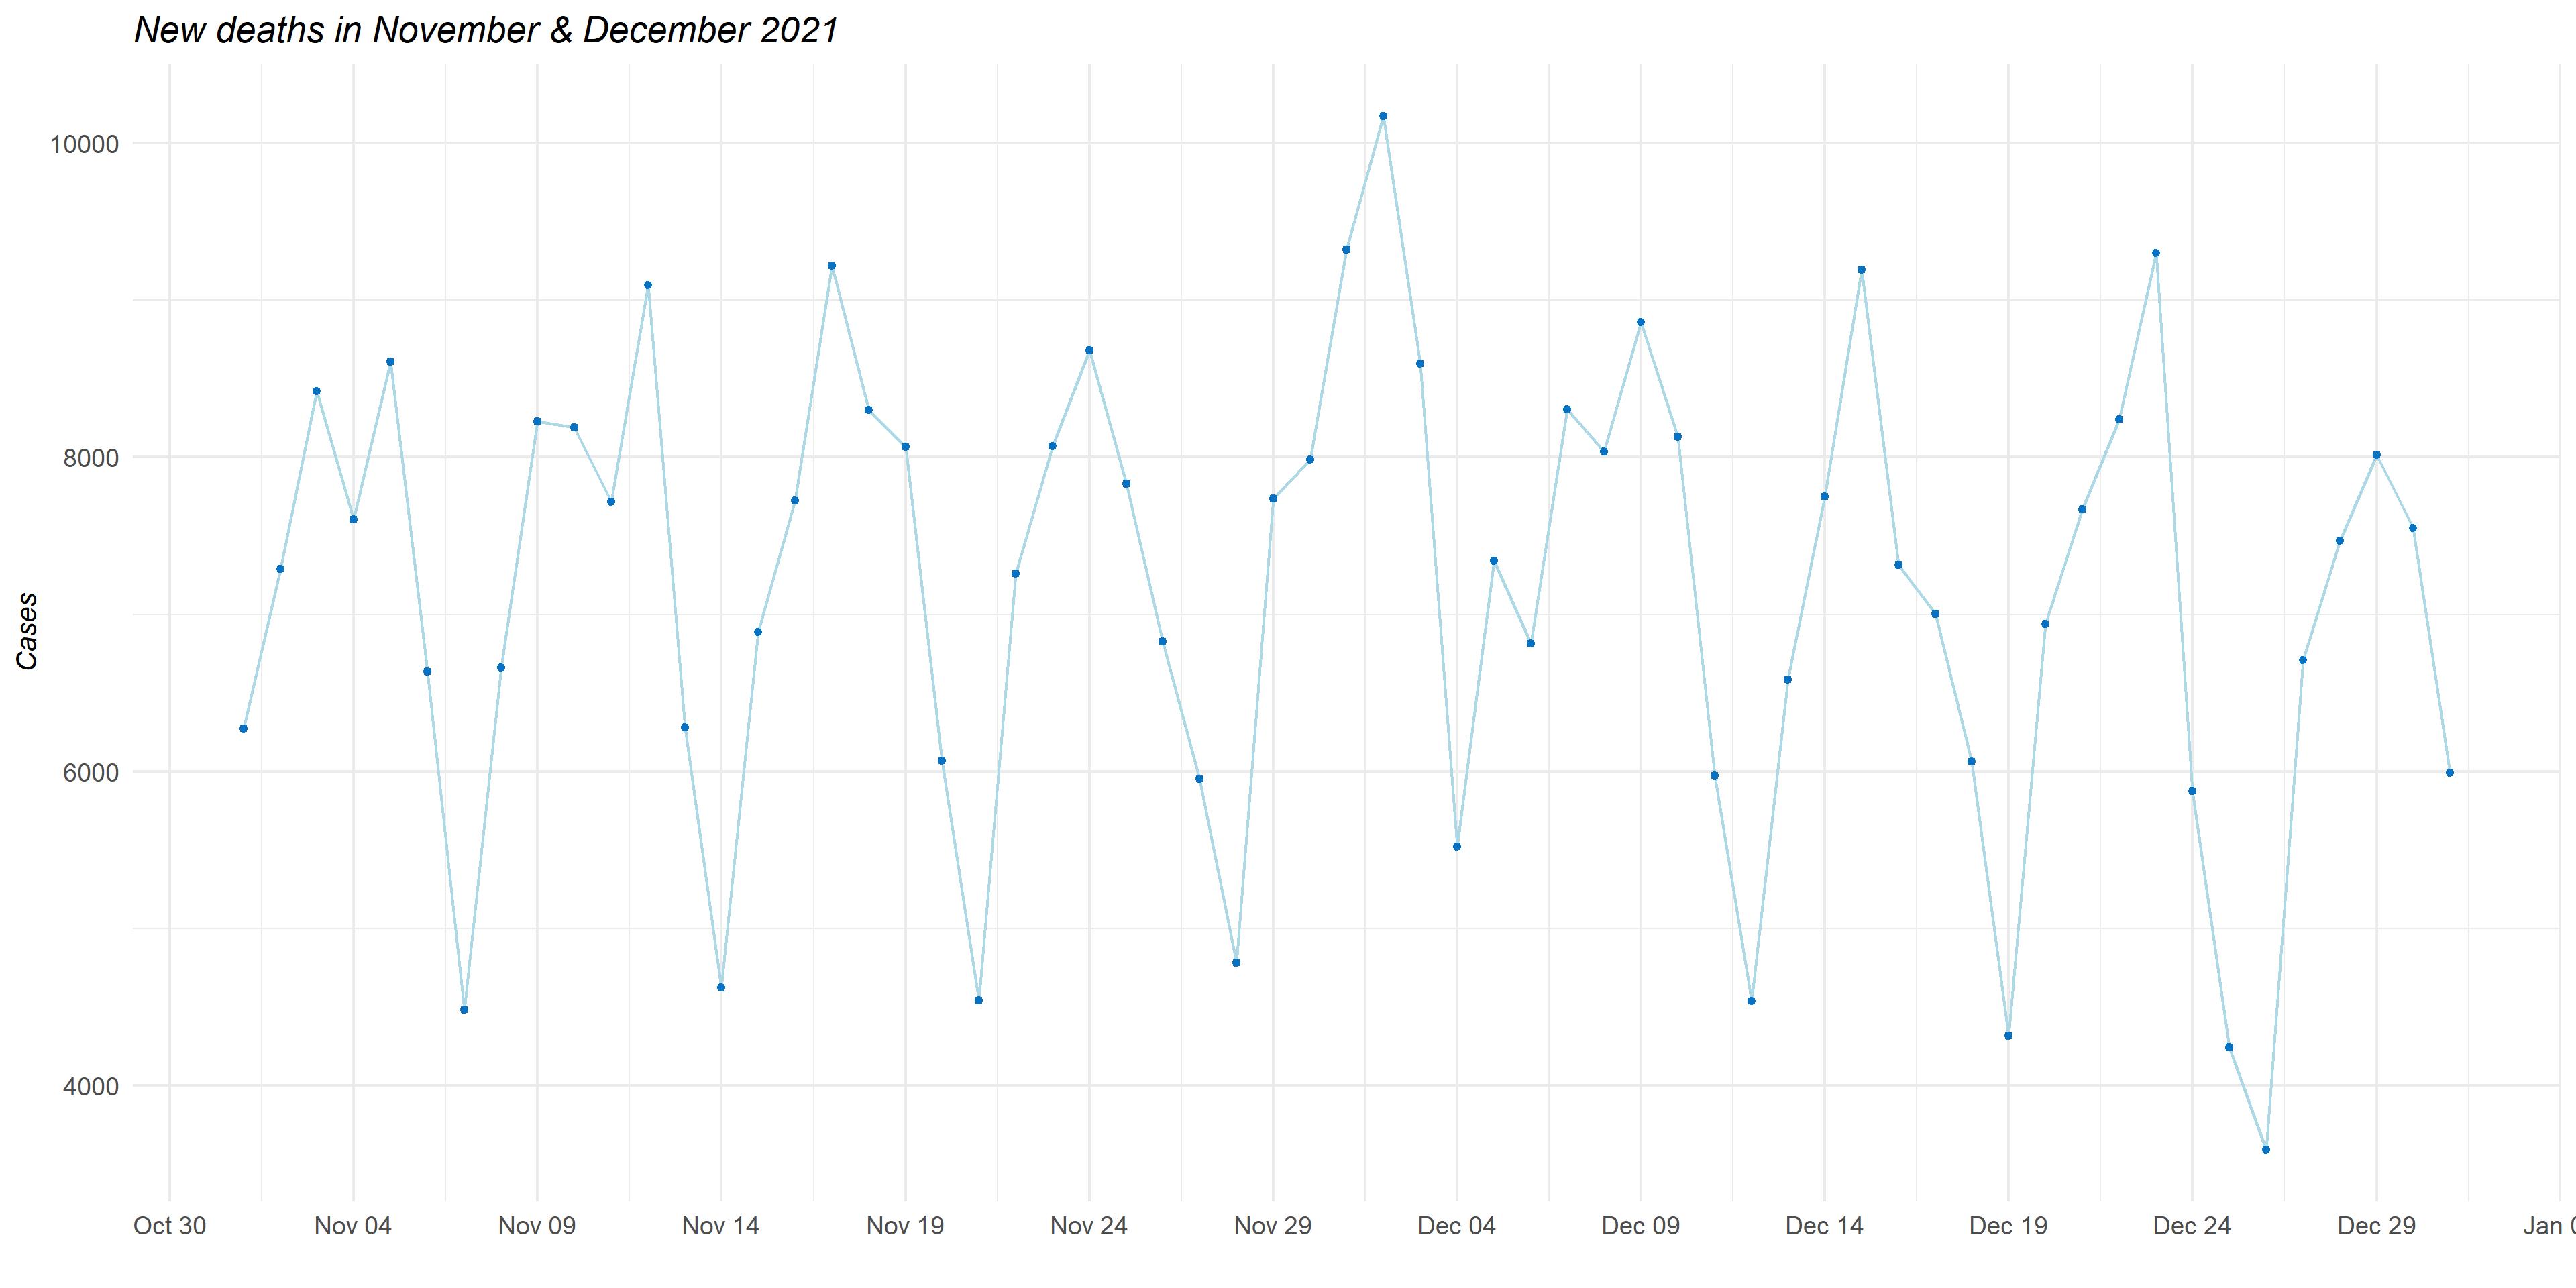 New deaths in November & December 2021
Cases
10000
8000
6000
4000
Oct 30 Nov 04 Nov 09 Nov 14 Nov 19 Nov 24 Nov 29 Dec 04 Dec 09 Dec 14 Dec 19 Dec 24 Dec 29 Jan